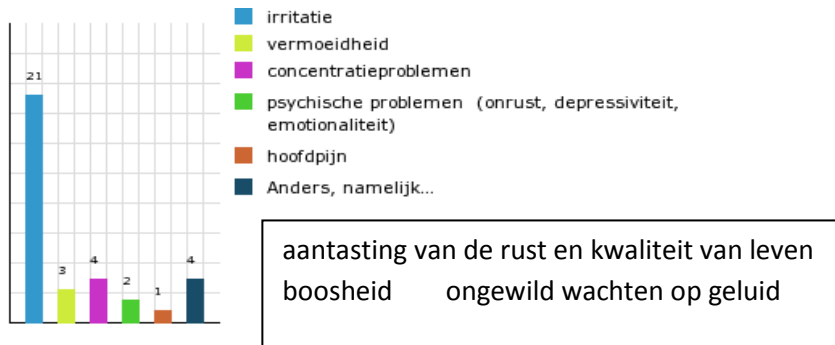 irritatie
vermoeidheid
concentratieproblemen
psychische problemen (onrust, depressiviteit,
emotionaliteit)
hoofdpijn
Anders, namelijk...
21
3
4
2
1
4
aantasting van de rust en kwaliteit van leven
boosheid ongewild wachten op geluid